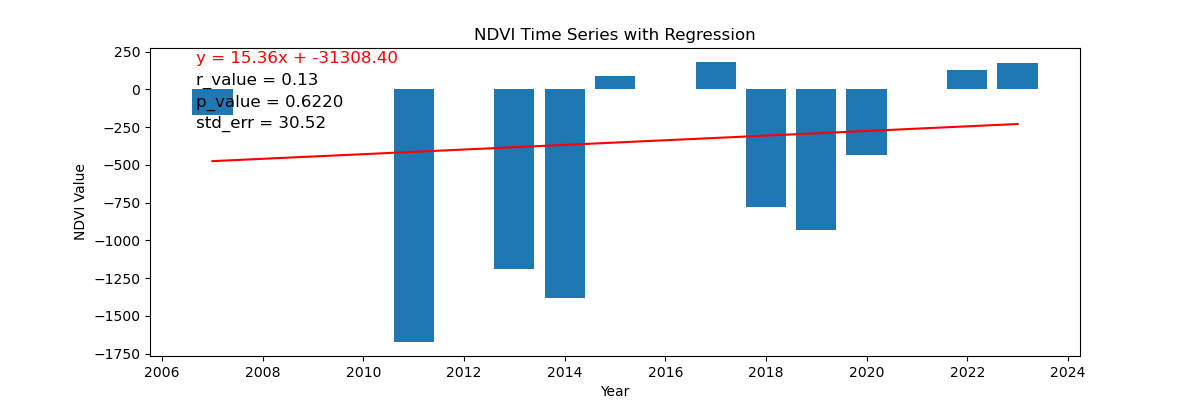 NDVI Time Series with Regression
y = 15.36x + -31308.40
r_value = 0.13
p_value = 0.6220
std_err = 30.52
NDVI Value
250
0
−250
−500
−750
−1000
−1250
−1500
−1750
2006 2008 2010 2012 2014 2016 2018 2020 2022 2024
Year